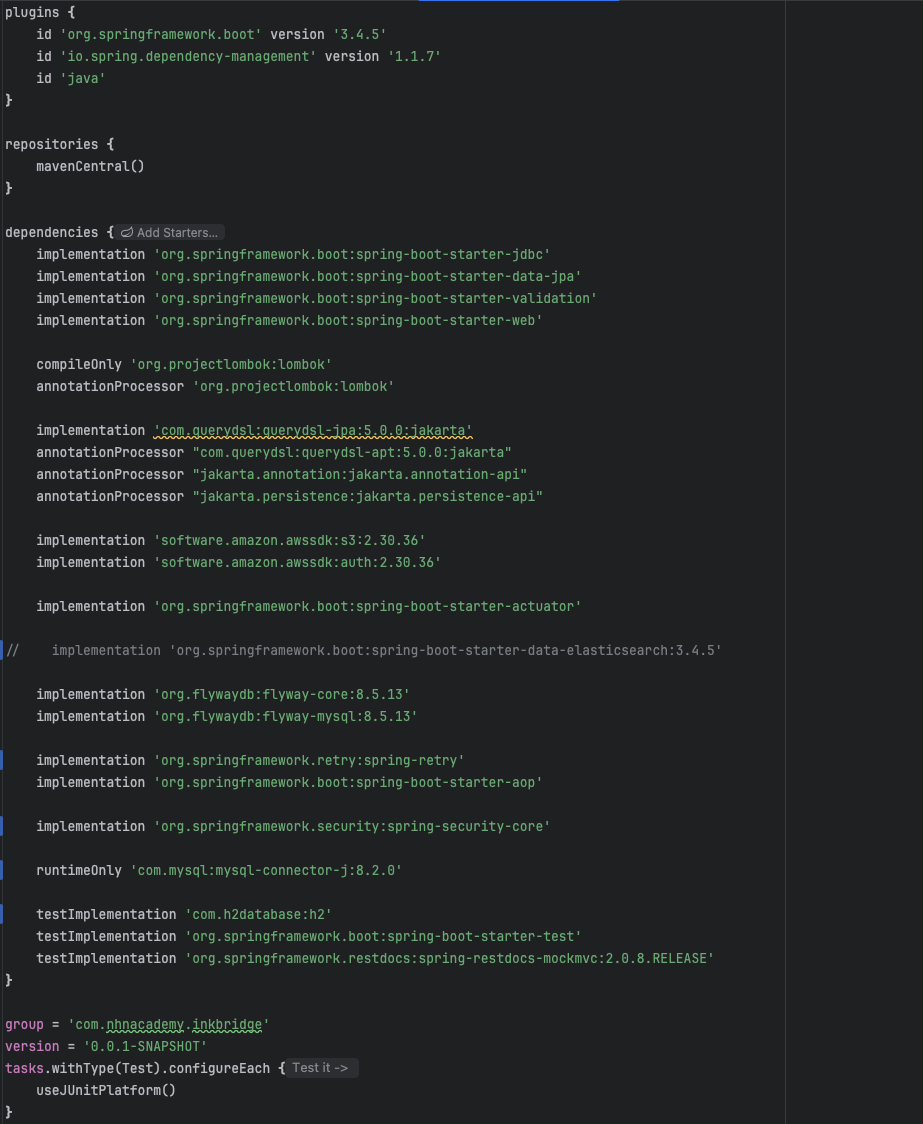 plugins {
    id 'org.springframework.boot' version '3.4.5'
    id 'io.spring.dependency-management' version '1.1.7'
    id 'java'
}
repositories {
    mavenCentral()
}
dependencies { Add Starters...
    implementation 'org.springframework.boot:spring-boot-starter-jdbc'
    implementation 'org.springframework.boot:spring-boot-starter-data-jpa'
    implementation 'org.springframework.boot:spring-boot-starter-validation'
    implementation 'org.springframework.boot:spring-boot-starter-web'
    compileOnly 'org.projectlombok:lombok'
    annotationProcessor 'org.projectlombok:lombok'
    implementation 'com.querydsl:querydsl-jpa:5.0.0:jakarta'
    annotationProcessor "com.querydsl:querydsl-apt:5.0.0:jakarta"
    annotationProcessor "jakarta.annotation:jakarta.annotation-api"
    annotationProcessor "jakarta.persistence:jakarta.persistence-api"
    implementation 'software.amazon.awssdk:s3:2.30.36'
    implementation 'software.amazon.awssdk:auth:2.30.36'
    implementation 'org.springframework.boot:spring-boot-starter-actuator'
//    implementation 'org.springframework.boot:spring-boot-starter-data-elasticsearch:3.4.5'
    implementation 'org.flywaydb:flyway-core:8.5.13'
    implementation 'org.flywaydb:flyway-mysql:8.5.13'
    implementation 'org.springframework.retry:spring-retry'
    implementation 'org.springframework.boot:spring-boot-starter-aop'
    implementation 'org.springframework.security:spring-security-core'
    runtimeOnly 'com.mysql:mysql-connector-j:8.2.0'
    testImplementation 'com.h2database:h2'
    testImplementation 'org.springframework.boot:spring-boot-starter-test'
    testImplementation 'org.springframework.restdocs:spring-restdocs-mockmvc:2.0.8.RELEASE'
}
group = 'com.nhnacademy.inkbridge'
version = '0.0.1-SNAPSHOT'
tasks.withType(Test).configureEach { Test it ->
    useJUnitPlatform()
}